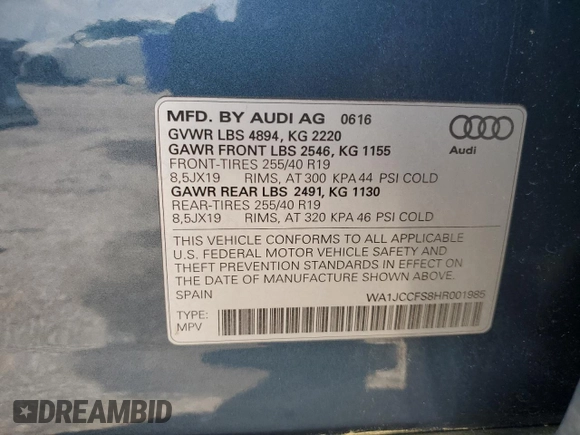 MFD. BY AUDI AG 0616
GVWR LBS 4894, KG 2220
GAWR FRONT LBS 2546, KG 1155
FRONT-TIRES 255/40 R19
8,5JX19 RIMS, AT 300 KPA 44 PSI COLD
GAWR REAR LBS 2491, KG 1130
REAR-TIRES 255/40 R19
8,5JX19 RIMS, AT 320 KPA 46 PSI COLD
Audi
THIS VEHICLE CONFORMS TO ALL APPLICABLE
U.S. FEDERAL MOTOR VEHICLE SAFETY AND
THEFT PREVENTION STANDARDS IN EFFECT ON
THE DATE OF MANUFACTURE SHOWN ABOVE.
SPAIN WA1JCCFS8HR001985
TYPE:
MPV
DREAMBID